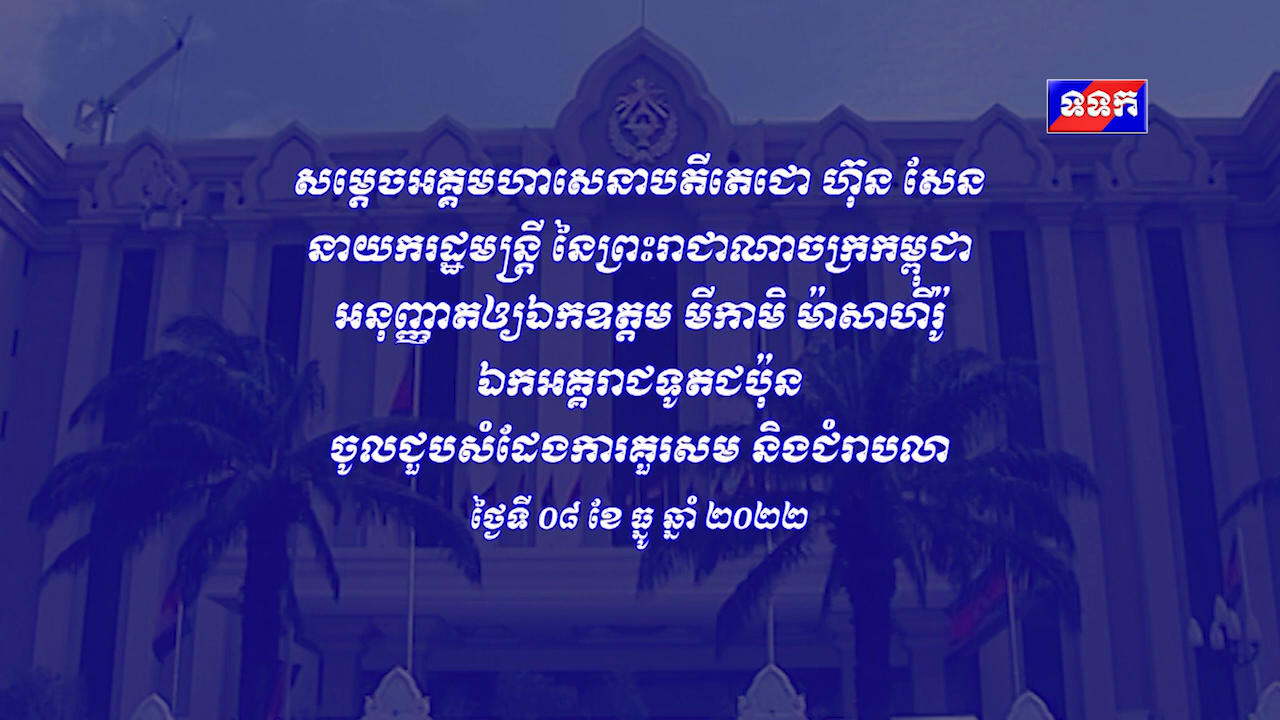 ទទក
សម្តេចអគ្គមហាសេនាបតីតេជោ ហ៊ុន សែន
នាយករដ្ឋមន្ត្រី នៃព្រះរាជាណាចក្រកម្ពុជា
អនុញ្ញាតឲ្យឯកឧត្តម មីកាមិ ម៉ាសាហីរ៉ូ
ឯកអគ្គរាជទូតជប៉ុន
ចូលជួបសំដែងការគួរសម និងជំរាបលា
ថ្ងៃទី ០៨ ខែ ធ្នូ ឆ្នាំ ២០២២